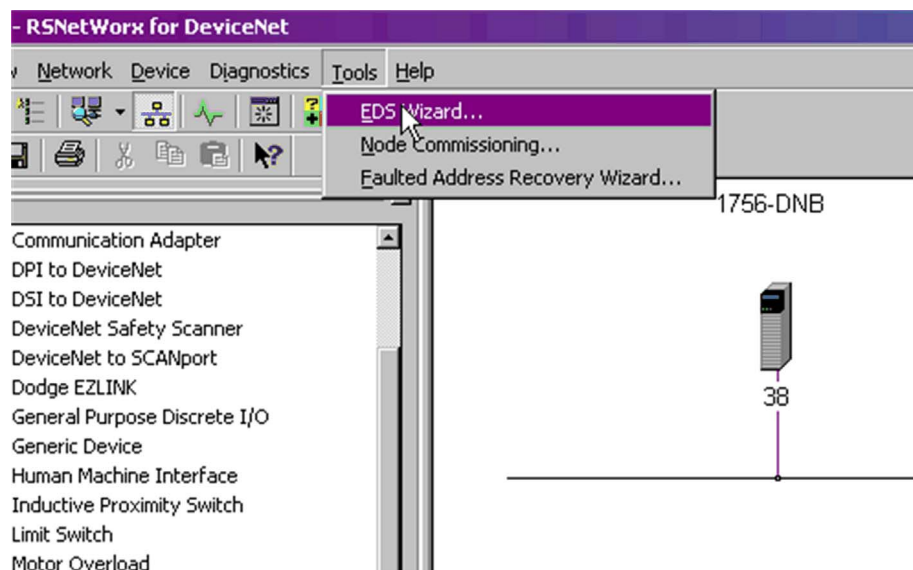 - RSNetWorx for DeviceNet
Network Device Diagnostics Tools Help
EDS Wizard...
Node Commissioning...
Faulted Address Recovery Wizard...
1756-DNB
Communication Adapter
DPI to DeviceNet
DSI to DeviceNet
DeviceNet Safety Scanner
DeviceNet to SCANport
Dodge EZLINK
General Purpose Discrete I/O
Generic Device
Human Machine Interface
Inductive Proximity Switch
Limit Switch
Motor Overload
38